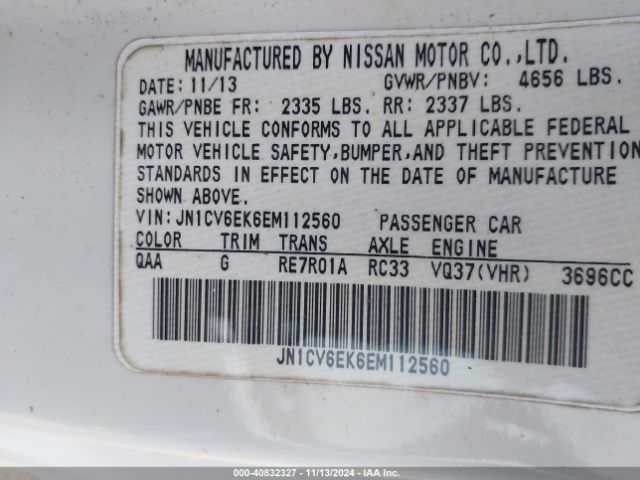 MANUFACTURED BY NISSAN MOTOR CO.,LTD.
DATE: 11/13 GVWR/PNBV: 4656 LBS.
GAWR/PNBE FR: 2335 LBS. RR: 2337 LBS.
THIS VEHICLE CONFORMS TO ALL APPLICABLE FEDERAL
MOTOR VEHICLE SAFETY,BUMPER,AND THEFT PREVENTION
STANDARDS IN EFFECT ON THE DATE OF MANUFACTURE
SHOWN ABOVE.
VIN:JN1CV6EK6EM112560 PASSENGER CAR
COLOR TRIM TRANS AXLE ENGINE
QAA G RE7R01A RC33 VQ37(VHR) 3696CC
JN1CV6EK6EM112560
000-40832327 - 11/13/2024 - IAA Inc.